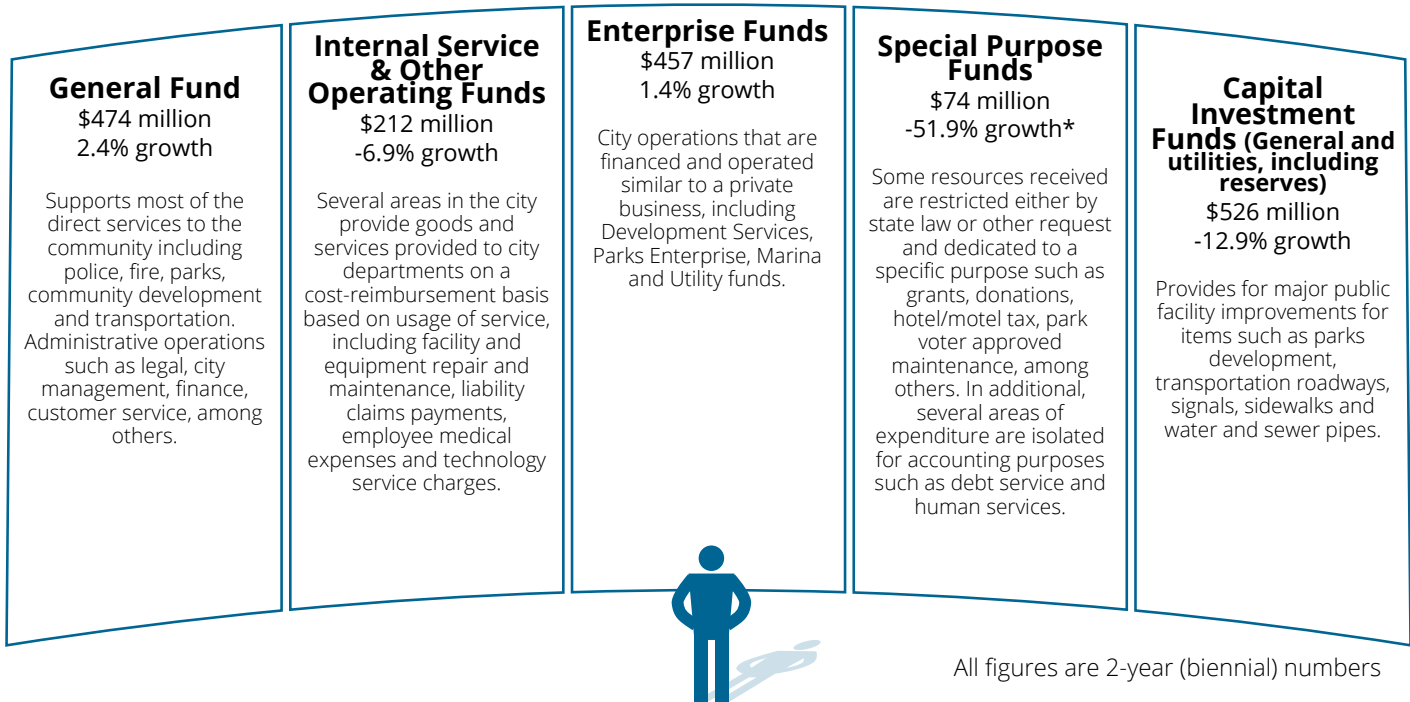 General Fund
$474 million
2.4% growth
Supports most of the
direct services to the
community including
police, fire, parks,
community development
and transportation.
Administrative operations
such as legal, city
management, finance,
customer service, among
others.
Internal Service
& Other
Operating Funds
$212 million
-6.9% growth
Several areas in the city
provide goods and
services provided to city
departments on a
cost-reimbursement basis
based on usage of service,
including facility and
equipment repair and
maintenance, liability
claims payments,
employee medical
expenses and technology
service charges.
Enterprise Funds
$457 million
1.4% growth
City operations that are
financed and operated
similar to a private
business, including
Development Services,
Parks Enterprise, Marina
and Utility funds.
Special Purpose
Funds
$74 million
-51.9% growth*
Some resources received
are restricted either by
state law or other request
and dedicated to a
specific purpose such as
grants, donations,
hotel/motel tax, park
voter approved
maintenance, among
others. In additional,
several areas of
expenditure are isolated
for accounting purposes
such as debt service and
human services.
Capital
Investment
Funds (General and
utilities, including
reserves)
$526 million
-12.9% growth
Provides for major public
facility improvements for
items such as parks
development,
transportation roadways,
signals, sidewalks and
water and sewer pipes.
All figures are 2-year (biennial) numbers